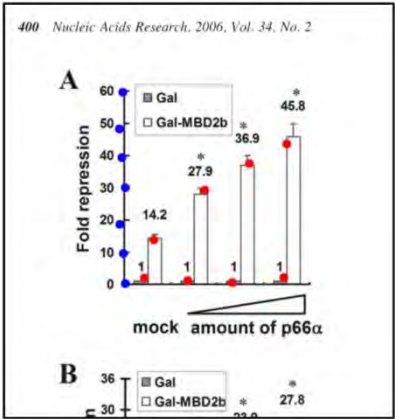 400 Nucleic Acids Research, 2006, Vol. 34, No. 2
A
60
50
40
30
20
10
0
Fold repression
Gal
Gal-MBD2b
14.2
*
27.9
*
36.9
*
45.8
1
1
1
1
mock amount of p66α
B
36
30
Gal
Gal-MBD2b
*
23.9
*
27.8
n